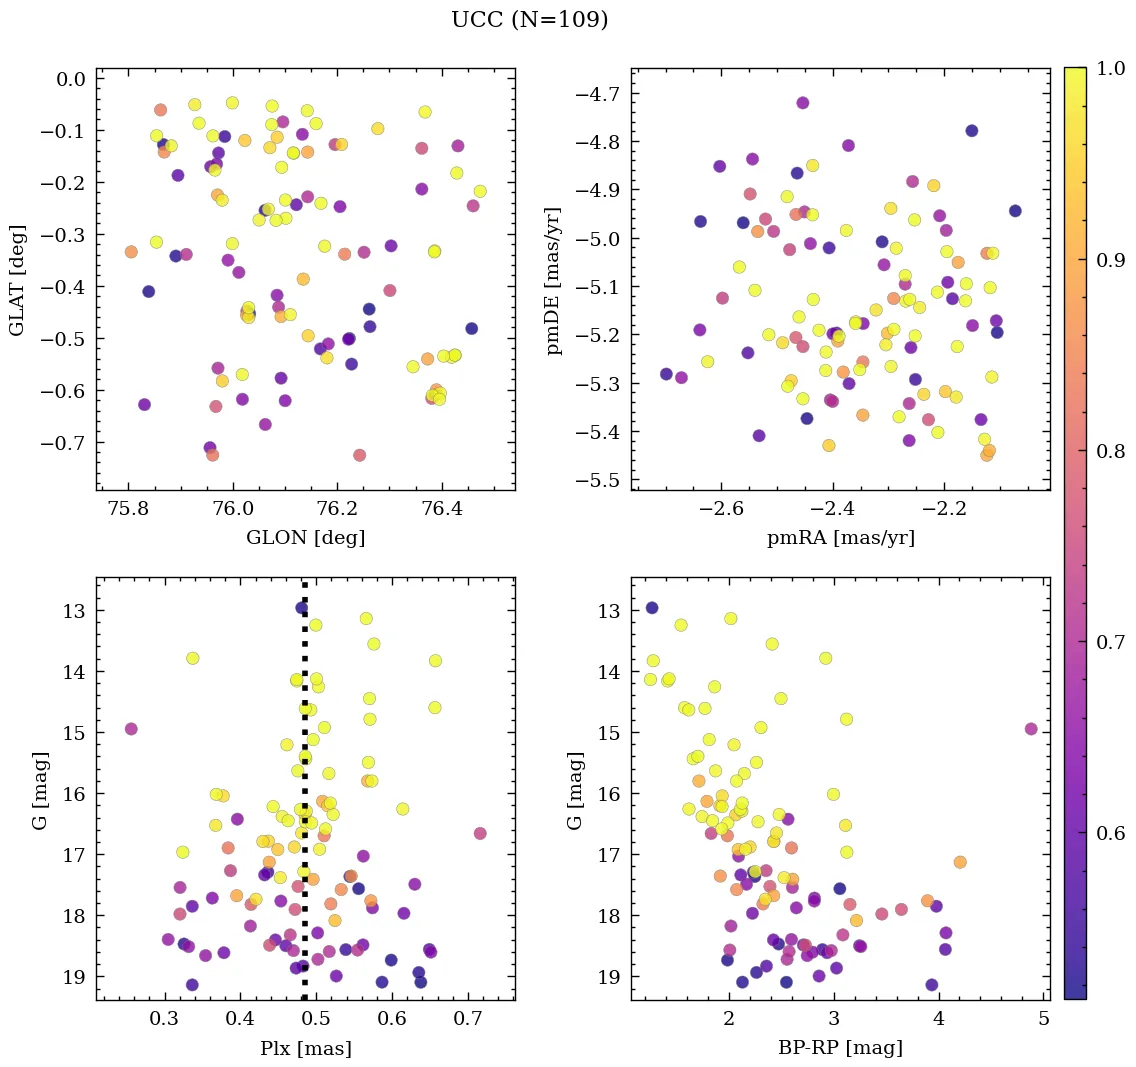 UCC (N=109)
0.0
−0.1
−0.2
−0.3
−0.4
−0.5
−0.6
−0.7
GLAT [deg]
75.8 76.0 76.2 76.4
GLON [deg]
−4.7
−4.8
−4.9
−5.0
−5.1
−5.2
−5.3
−5.4
−5.5
pmDE [mas/yr]
−2.6 −2.4 −2.2
pmRA [mas/yr]
1.0
0.9
0.8
0.7
0.6
13
14
15
16
17
18
19
G [mag]
0.3 0.4 0.5 0.6 0.7
Plx [mas]
13
14
15
16
17
18
19
G [mag]
2 3 4 5
BP-RP [mag]